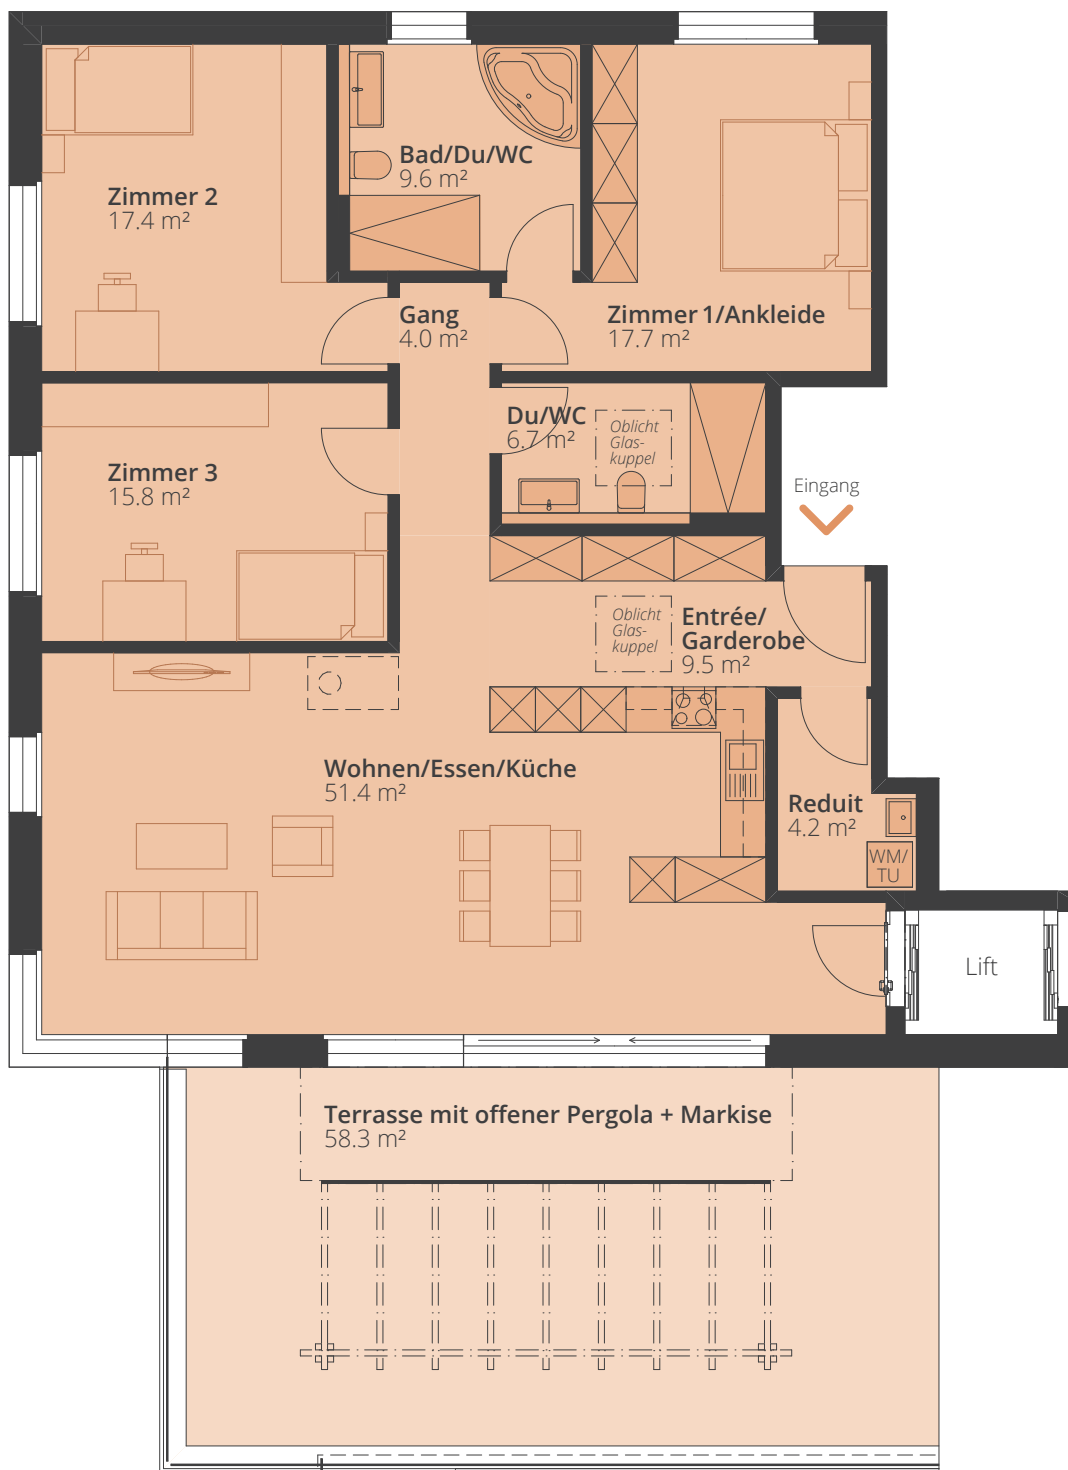 Bad/Du/WC
9.6 m²
Zimmer 2
17.4 m²
Gang
4.0 m²
Zimmer 1/Ankleide
17.7 m²
Du/WC
6.7 m²
Oblicht
Glas-
kuppel
Zimmer 3
15.8 m²
Eingang
Oblicht
Glas-
kuppel
Entrée/
Garderobe
9.5 m²
Wohnen/Essen/Küche
51.4 m²
Reduit
4.2 m²
WM/
TU
Lift
Terrasse mit offener Pergola + Markise
58.3 m²